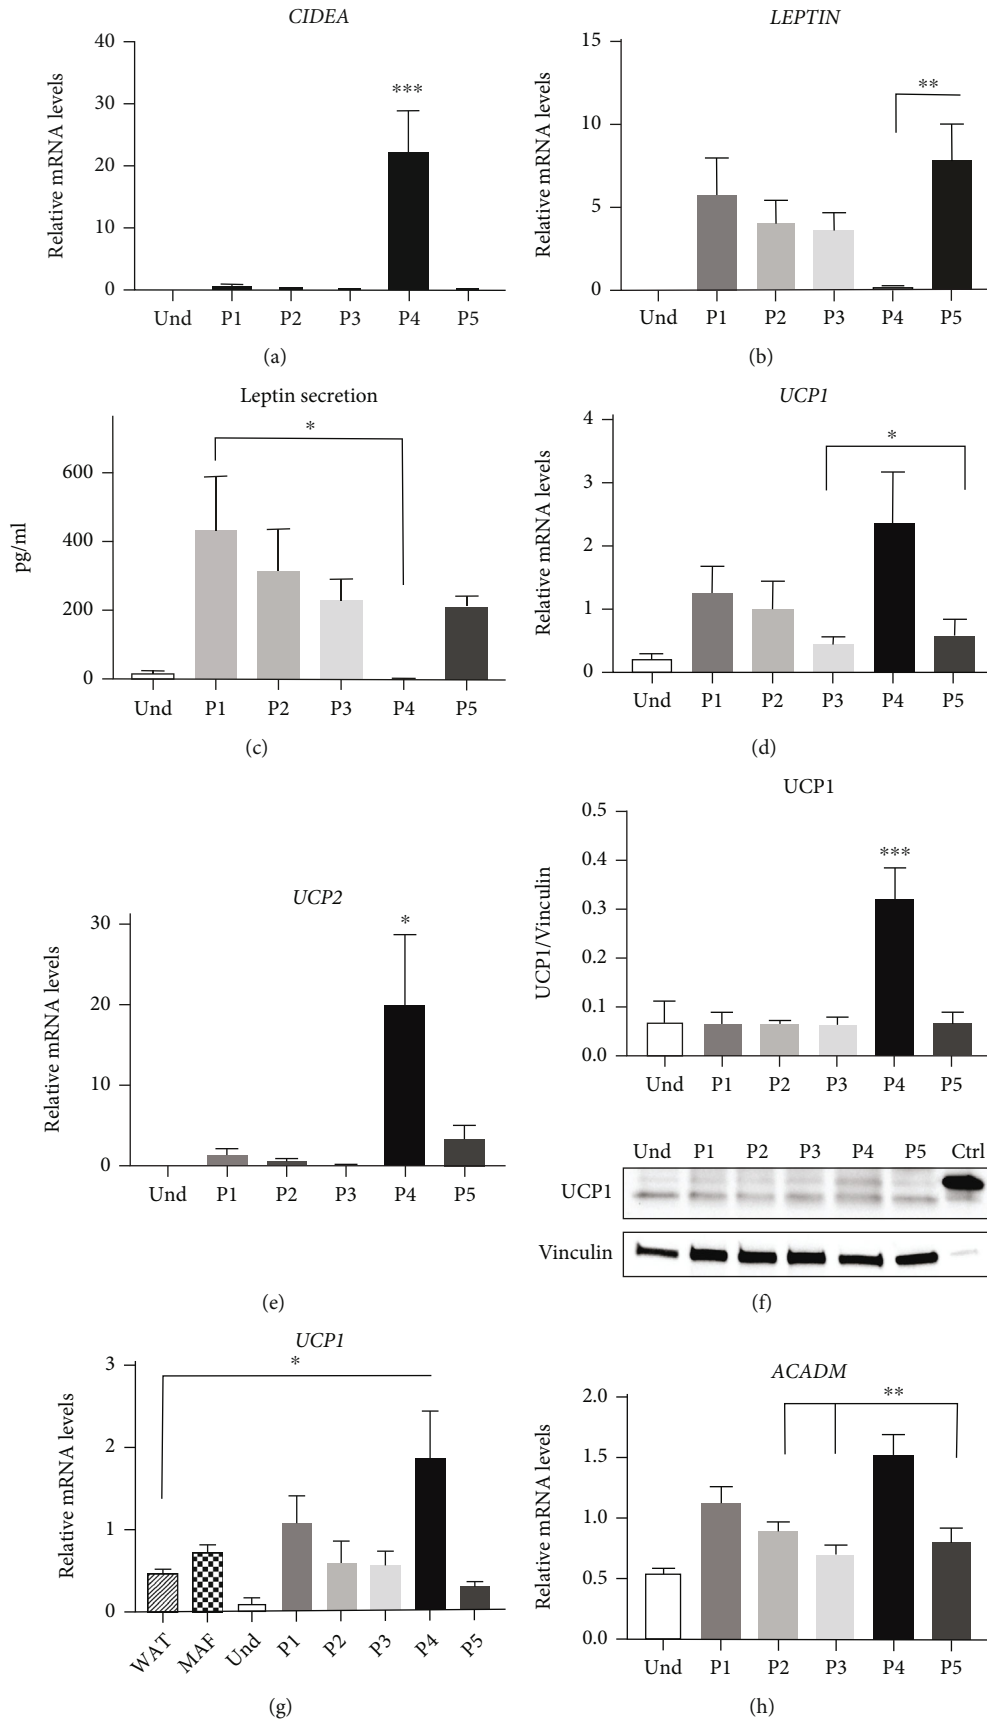 CIDEA
Relative mRNA levels
40
30
20
10
0
***
Und P1 P2 P3 P4 P5
(a)
LEPTIN
Relative mRNA levels
15
10
5
0
**
Und P1 P2 P3 P4 P5
(b)
Leptin secretion
pg/ml
600
400
200
0
*
Und P1 P2 P3 P4 P5
(c)
UCP1
Relative mRNA levels
4
3
2
1
0
*
Und P1 P2 P3 P4 P5
(d)
UCP2
Relative mRNA levels
30
20
10
0
*
Und P1 P2 P3 P4 P5
(e)
UCP1
UCP1/Vinculin
0.5
0.4
0.3
0.2
0.1
0.0
***
Und P1 P2 P3 P4 P5
Und P1 P2 P3 P4 P5 Ctrl
UCP1
Vinculin
(f)
UCP1
Relative mRNA levels
3
2
1
0
*
WAT MAF Und P1 P2 P3 P4 P5
(g)
ACADM
Relative mRNA levels
2.0
1.5
1.0
0.5
0.0
**
Und P1 P2 P3 P4 P5
(h)